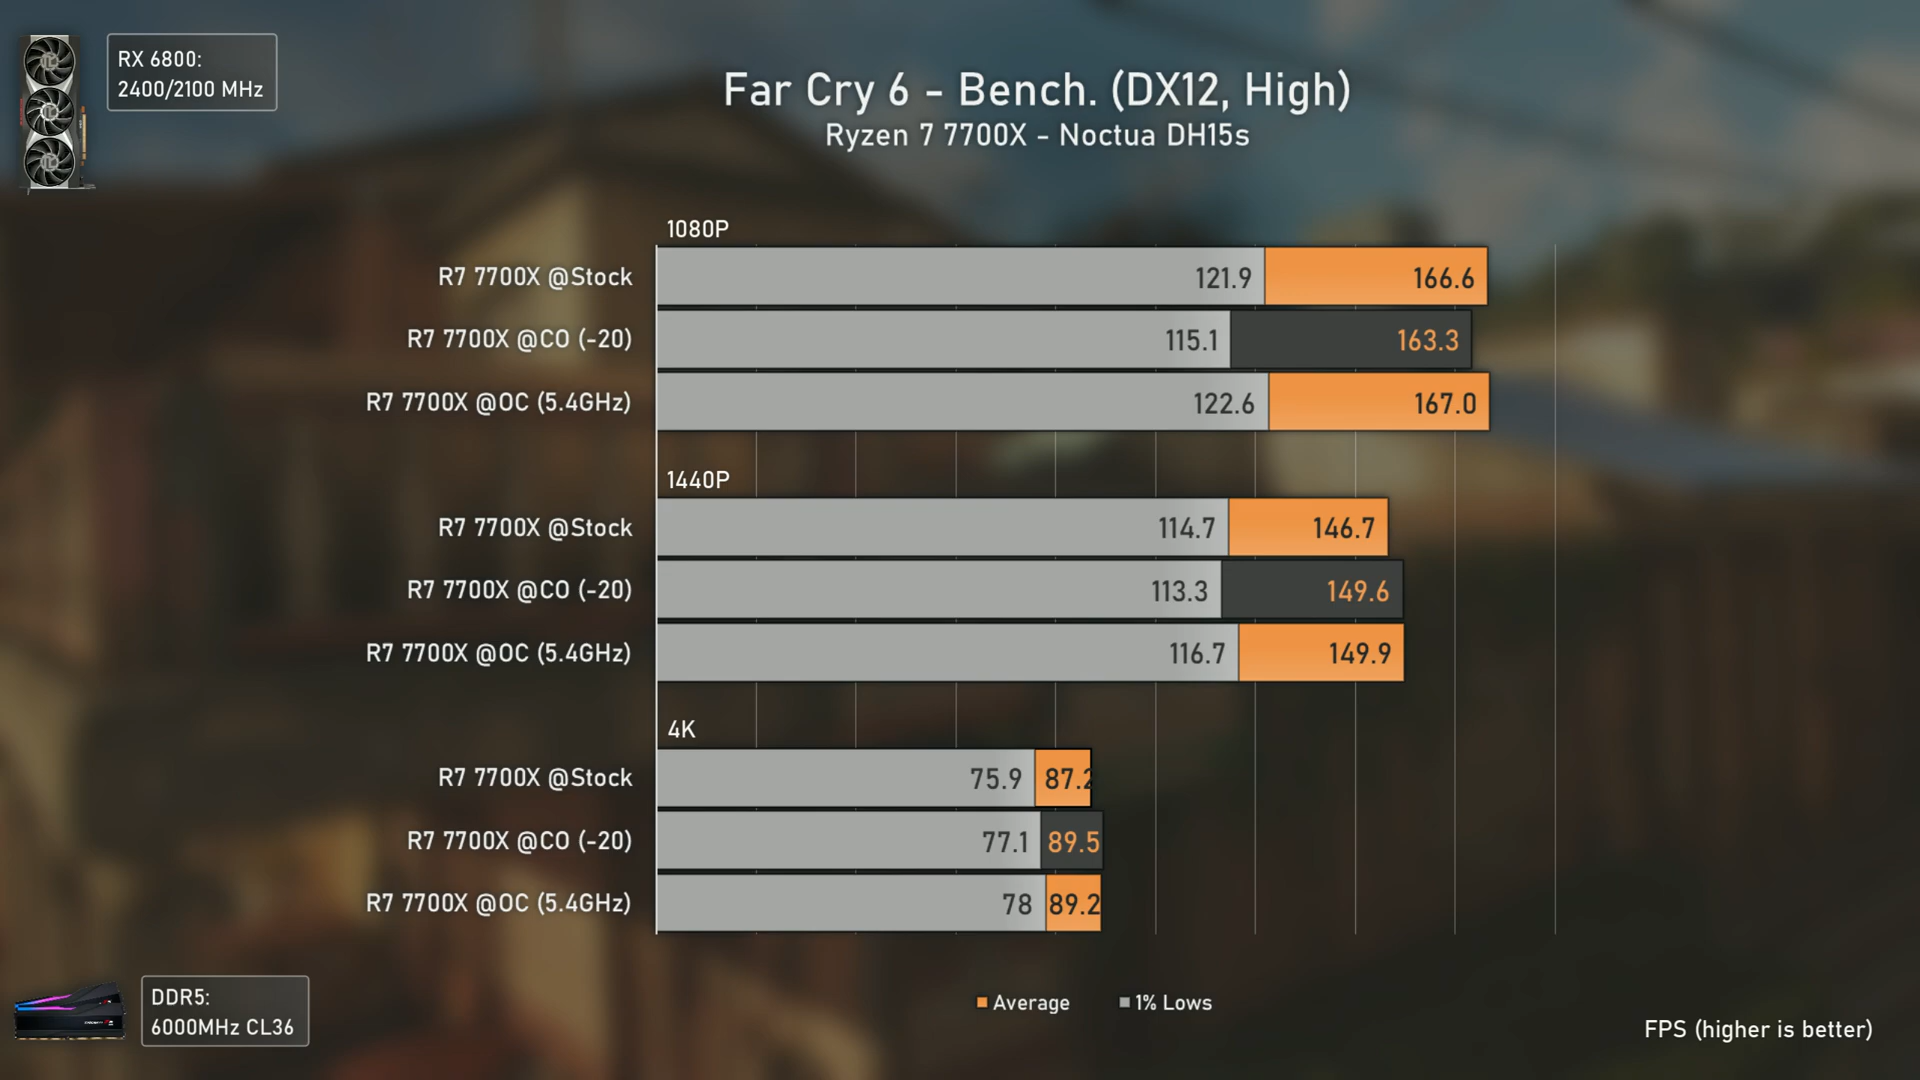 RX 6800:
2400/2100 MHz
Far Cry 6 - Bench. (DX12, High)
Ryzen 7 7700X - Noctua DH15s
1080P
R7 7700X @Stock 121.9 166.6
R7 7700X @CO (-20) 115.1 163.3
R7 7700X @OC (5.4GHz) 122.6 167.0
1440P
R7 7700X @Stock 114.7 146.7
R7 7700X @CO (-20) 113.3 149.6
R7 7700X @OC (5.4GHz) 116.7 149.9
4K
R7 7700X @Stock 75.9 87.2
R7 7700X @CO (-20) 77.1 89.5
R7 7700X @OC (5.4GHz) 78 89.2
DDR5:
6000MHz CL36
Average 1% Lows
FPS (higher is better)